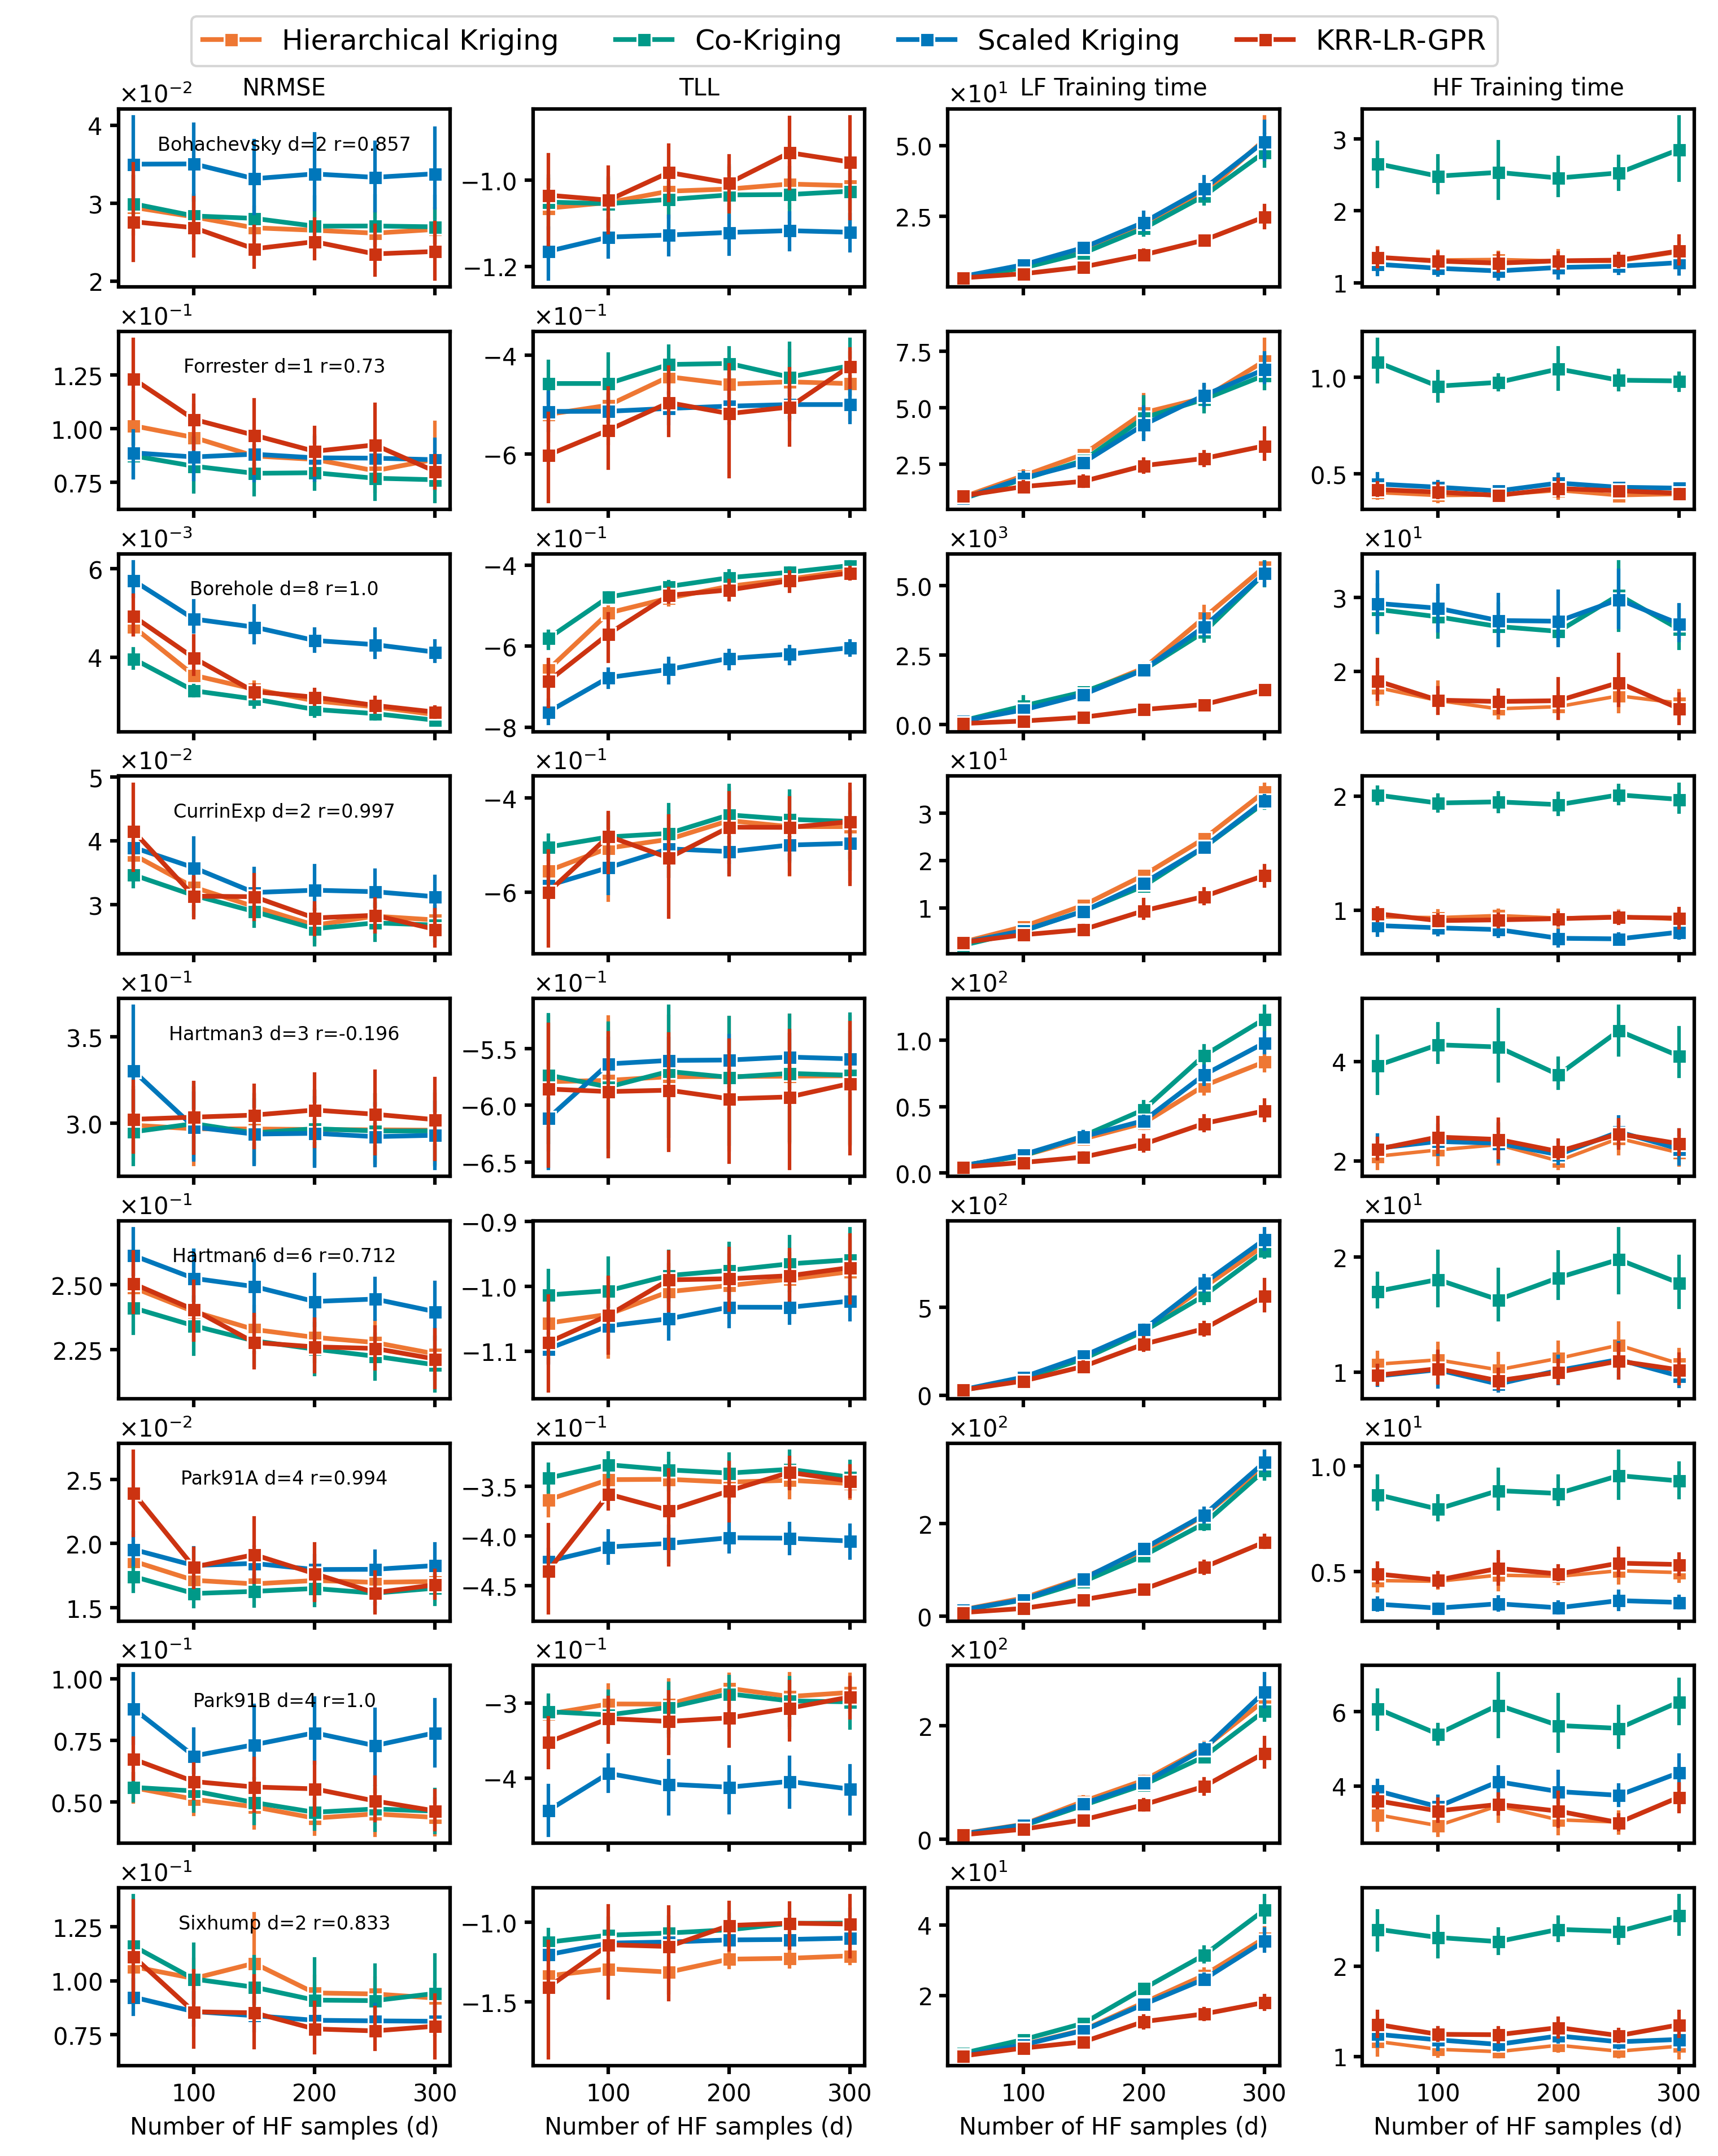 Hierarchical Kriging Co-Kriging Scaled Kriging KRR-LR-GPR
NRMSE TLL LF Training time HF Training time
×10⁻² ×10¹
Bohachevsky d=2 r=0.857
4 3 2
−1.0 −1.2
5.0 2.5
3 2 1
×10⁻¹ ×10⁻¹
Forrester d=1 r=0.73
1.25 1.00 0.75
−4 −6
7.5 5.0 2.5
1.0 0.5
×10⁻³ ×10⁻¹ ×10³ ×10¹
Borehole d=8 r=1.0
6 4
−4 −6 −8
5.0 2.5 0.0
3 2
×10⁻² ×10⁻¹ ×10¹
CurrinExp d=2 r=0.997
5 4 3
−4 −6
3 2 1
2 1
×10⁻¹ ×10⁻¹ ×10²
Hartman3 d=3 r=-0.196
3.5 3.0
−5.5 −6.0 −6.5
1.0 0.5 0.0
4 2
×10⁻¹ ×10² ×10¹
Hartman6 d=6 r=0.712
2.50 2.25
−0.9 −1.0 −1.1
5 0
2 1
×10⁻² ×10⁻¹ ×10² ×10¹
Park91A d=4 r=0.994
2.5 2.0 1.5
−3.5 −4.0 −4.5
2 0
1.0 0.5
×10⁻¹ ×10⁻¹ ×10²
Park91B d=4 r=1.0
1.00 0.75 0.50
−3 −4
2 0
6 4
×10⁻¹ ×10¹
Sixhump d=2 r=0.833
1.25 1.00 0.75
−1.0 −1.5
4 2
2 1
100 200 300 100 200 300 100 200 300 100 200 300
Number of HF samples (d) Number of HF samples (d) Number of HF samples (d) Number of HF samples (d)